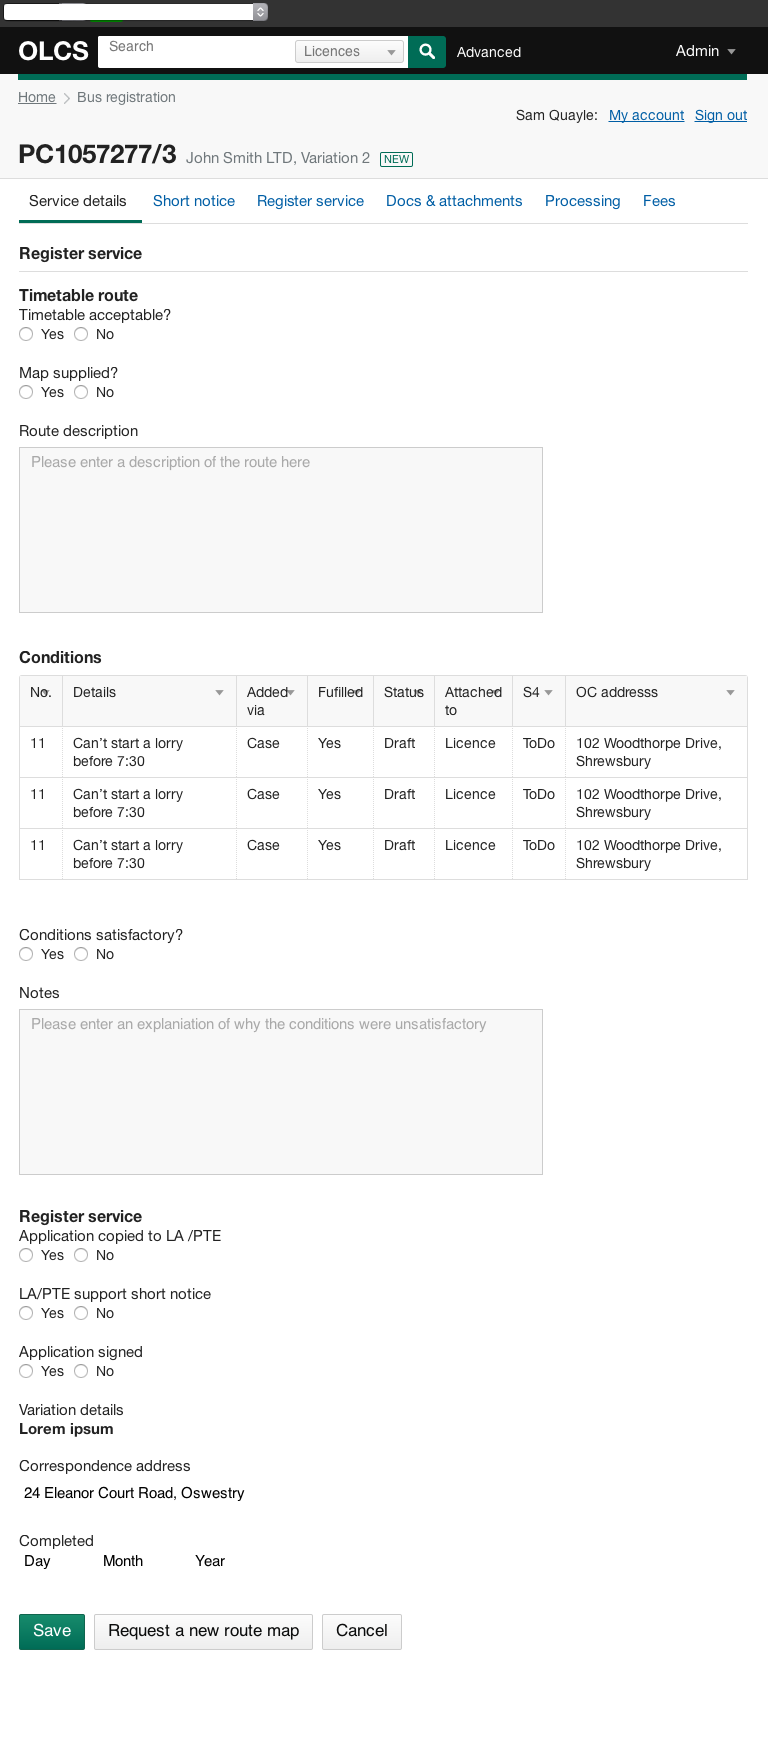 OLCS Search Licences Advanced Admin
Home Bus registration
Sam Quayle: My account Sign out
PC1057277/3 John Smith LTD, Variation 2 NEW
Service details Short notice Register service Docs & attachments Processing Fees
Register service
Timetable route
Timetable acceptable?
Yes No
Map supplied?
Yes No
Route description
Please enter a description of the route here
Conditions
No. Details Added via Fufilled Status Attached to S4 OC addresss
11 Can't start a lorry before 7:30 Case Yes Draft Licence ToDo 102 Woodthorpe Drive, Shrewsbury
11 Can't start a lorry before 7:30 Case Yes Draft Licence ToDo 102 Woodthorpe Drive, Shrewsbury
11 Can't start a lorry before 7:30 Case Yes Draft Licence ToDo 102 Woodthorpe Drive, Shrewsbury
Conditions satisfactory?
Yes No
Notes
Please enter an explaniation of why the conditions were unsatisfactory
Register service
Application copied to LA /PTE
Yes No
LA/PTE support short notice
Yes No
Application signed
Yes No
Variation details
Lorem ipsum
Correspondence address
24 Eleanor Court Road, Oswestry
Completed
Day Month Year
Save Request a new route map Cancel